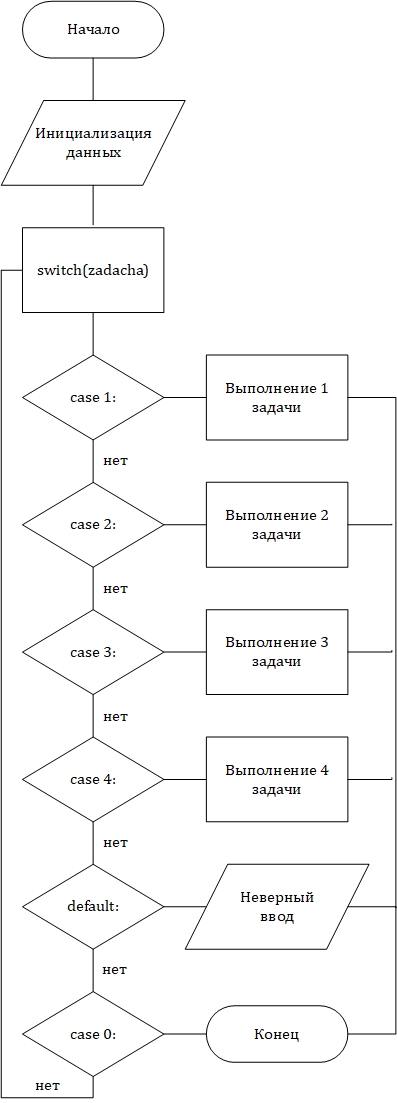 Начало
Инициализация
данных
switch(zadacha)
case 1:
Выполнение 1
задачи
нет
case 2:
Выполнение 2
задачи
нет
case 3:
Выполнение 3
задачи
нет
case 4:
Выполнение 4
задачи
нет
default:
Неверный
ввод
нет
case 0:
Конец
нет